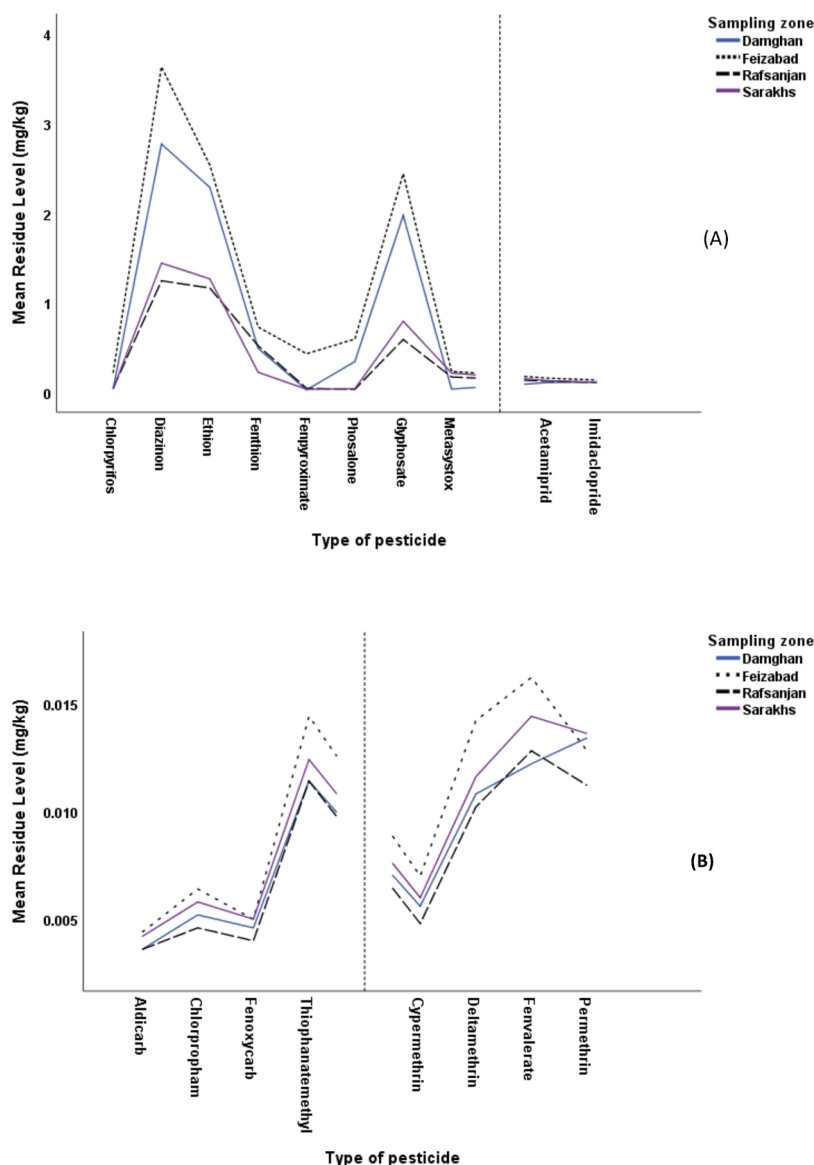 Sampling zone
Damghan
Feizabad
Rafsanjan
Sarakhs
Mean Residue Level (mg/kg)
4
3
2
1
0
(A)
Chlorpyrifos
Diazinon
Ethion
Fenthion
Fenpyroximate
Phosalone
Glyphosate
Metasystox
Acetamiprid
Imidaclopride
Type of pesticide
Sampling zone
Damghan
Feizabad
Rafsanjan
Sarakhs
Mean Residue Level (mg/kg)
0.015
0.010
0.005
(B)
Aldicarb
Chlorpropham
Fenoxycarb
Thiophanatemethyl
Cypermethrin
Deltamethrin
Fenvalerate
Permethrin
Type of pesticide